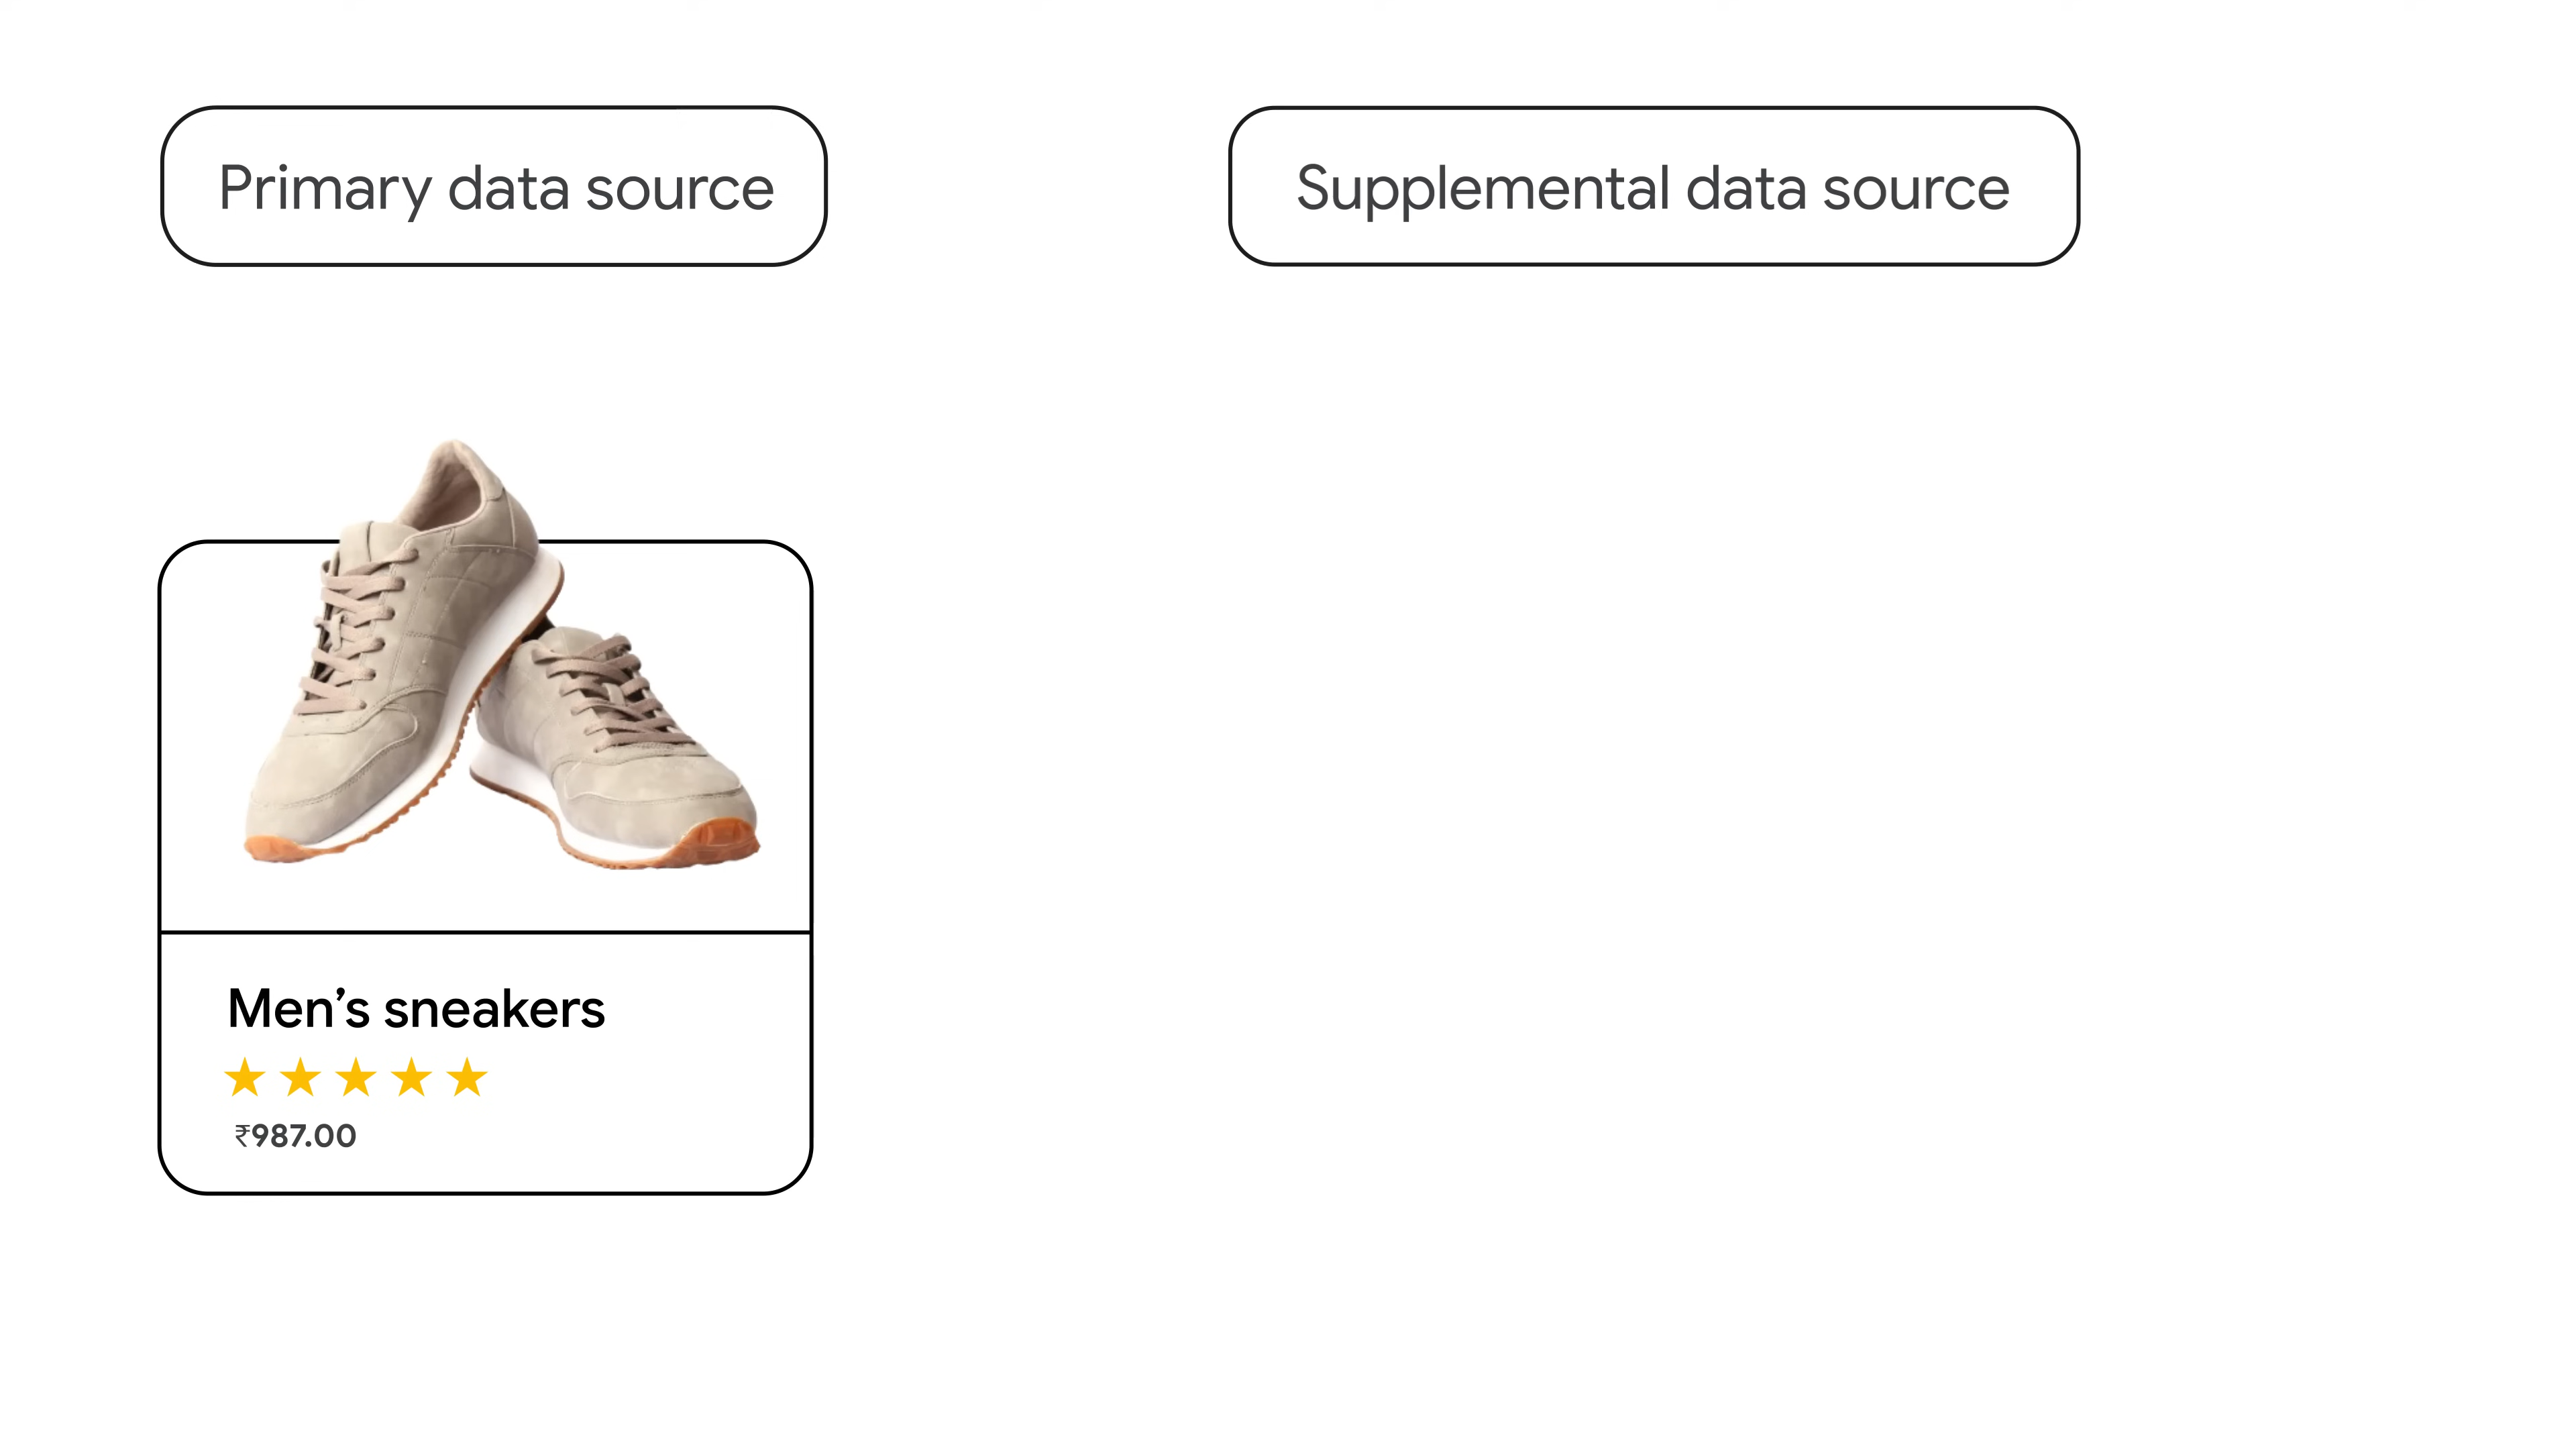 Primary data source
Supplemental data source
Men’s sneakers
₹987.00